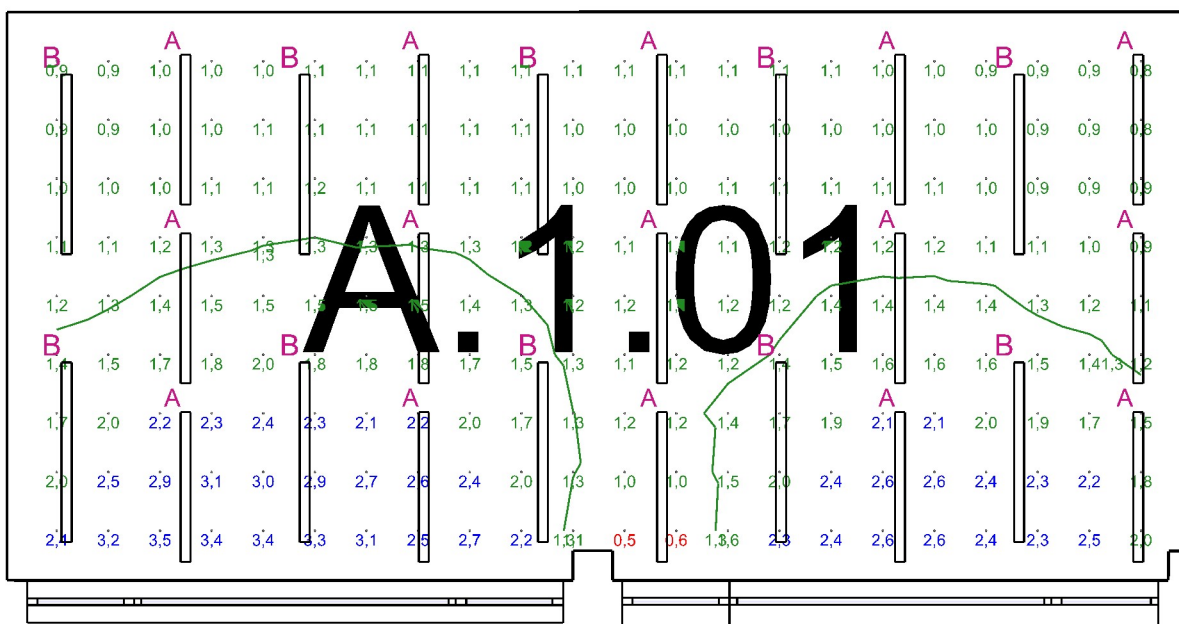 A A A A A
B B B B B
0,9 0,9 1,0 1,0 1,0 1,1 1,1 1,1 1,1 1,1 1,1 1,1 1,1 1,1 1,1 1,1 1,0 1,0 0,9 0,9 0,9 0,8
0,9 0,9 1,0 1,0 1,1 1,1 1,1 1,1 1,1 1,1 1,0 1,0 1,0 1,0 1,0 1,0 1,0 1,0 1,0 0,9 0,9 0,8
1,0 1,0 1,0 1,1 1,1 1,2 1,1 1,1 1,1 1,1 1,0 1,0 1,0 1,1 1,1 1,1 1,1 1,1 1,0 0,9 0,9 0,9
A A A A A
1,1 1,1 1,2 1,3 1,3 1,3 1,3 1,3 1,3 1,2 1,1 1,1 1,2 1,2 1,2 1,2 1,1 1,1 1,0 0,9
1,3
A.1.01
1,2 1,3 1,4 1,5 1,5 1,5 1,5 1,4 1,3 1,2 1,2 1,2 1,2 1,4 1,4 1,4 1,4 1,3 1,2 1,1
B B B B B
1,4 1,5 1,7 1,8 2,0 1,8 1,8 1,8 1,7 1,5 1,3 1,1 1,2 1,2 1,4 1,5 1,6 1,6 1,6 1,5 1,4 1,3 1,2
A A A A A
1,7 2,0 2,2 2,3 2,4 2,3 2,1 2,2 2,0 1,7 1,3 1,2 1,2 1,4 1,7 1,9 2,1 2,1 2,0 1,9 1,7 1,5
2,0 2,5 2,9 3,1 3,0 2,9 2,7 2,6 2,4 2,0 1,3 1,0 1,0 1,5 2,0 2,4 2,6 2,6 2,4 2,3 2,2 1,8
2,1 3,2 3,5 3,4 3,4 3,3 3,1 2,5 2,7 2,2 1,3 1,1 0,5 0,6 1,3 1,6 2,3 2,4 2,6 2,6 2,4 2,3 2,5 2,0